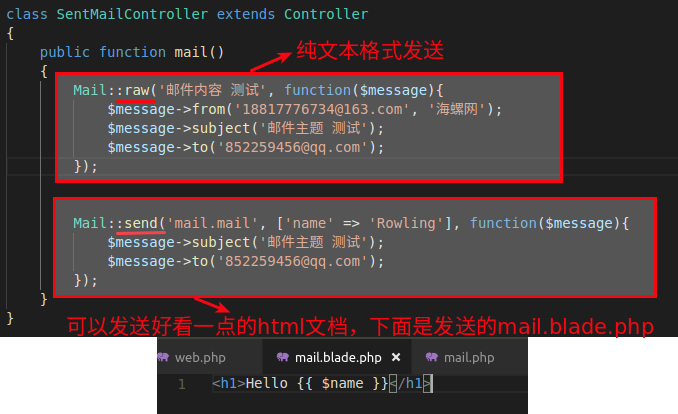 class SentMailController extends Controller
{
public function mail()
纯文本格式发送
{
Mail::raw('邮件内容 测试', function($message){
$message->from('18817776734@163.com', '海螺网');
$message->subject('邮件主题 测试');
$message->to('852259456@qq.com');
});
Mail::send('mail.mail', ['name' => 'Rowling'], function($message){
$message->subject('邮件主题 测试');
$message->to('852259456@qq.com');
});
}
}
可以发送好看一点的html文档，下面是发送的mail.blade.php
web.php mail.blade.php × mail.php
1 <h1>Hello {{ $name }}</h1>